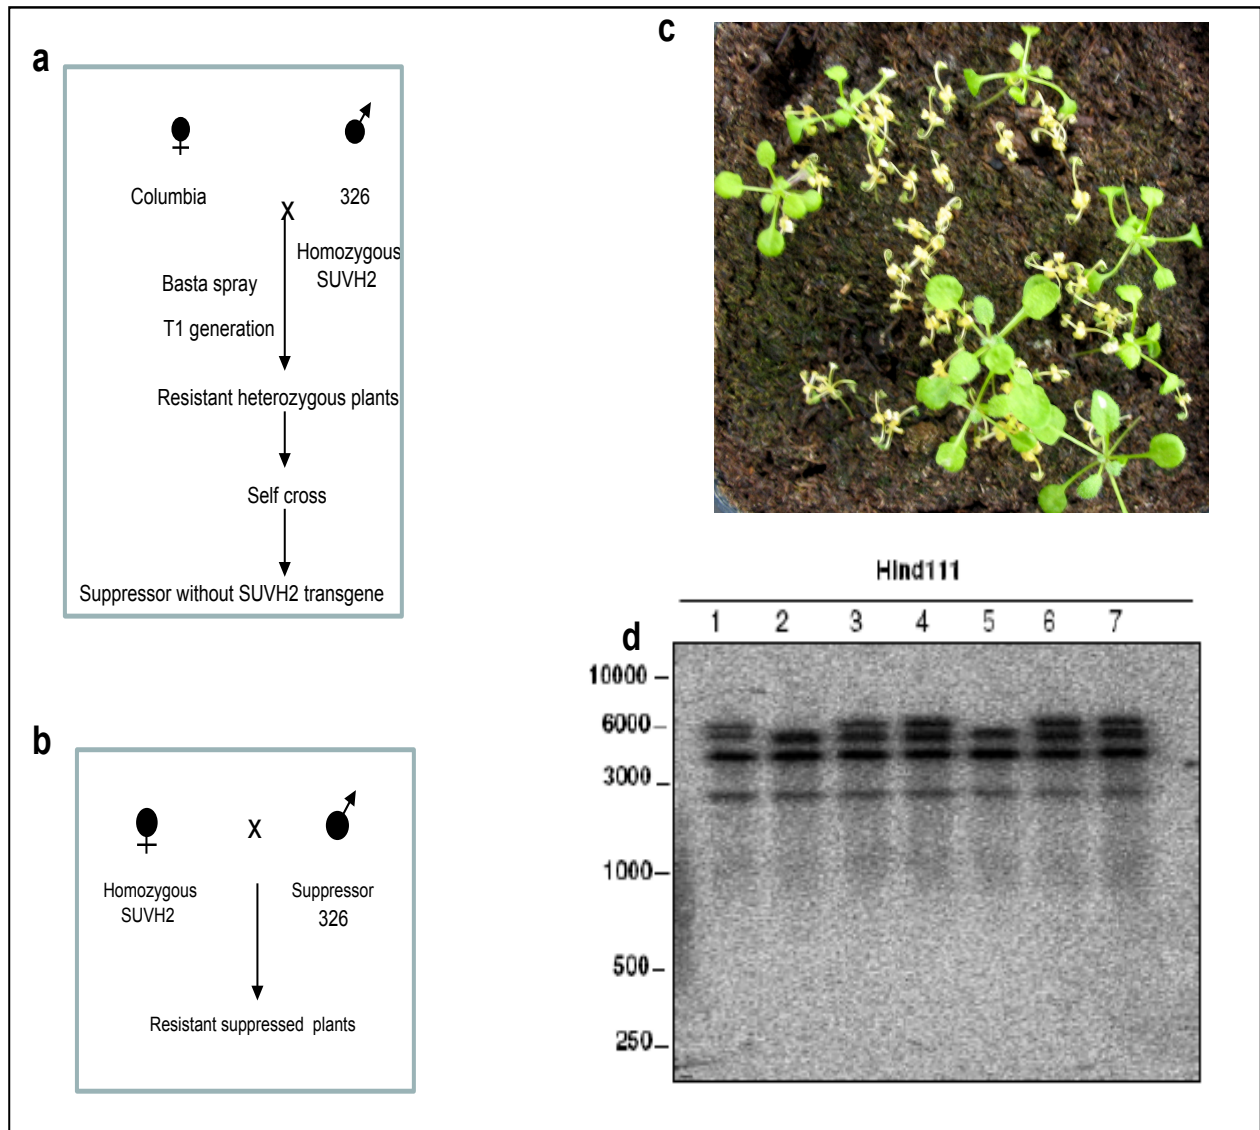 a
Columbia
326
X
Homozygous
SUVH2
Basta spray
T1 generation
Resistant heterozygous plants
Self cross
Suppressor without SUVH2 transgene
b
X
Homozygous
SUVH2
Suppressor
326
Resistant suppressed plants
c
d
HInd111
1 2 3 4 5 6 7
10000
6000
3000
1000
500
250